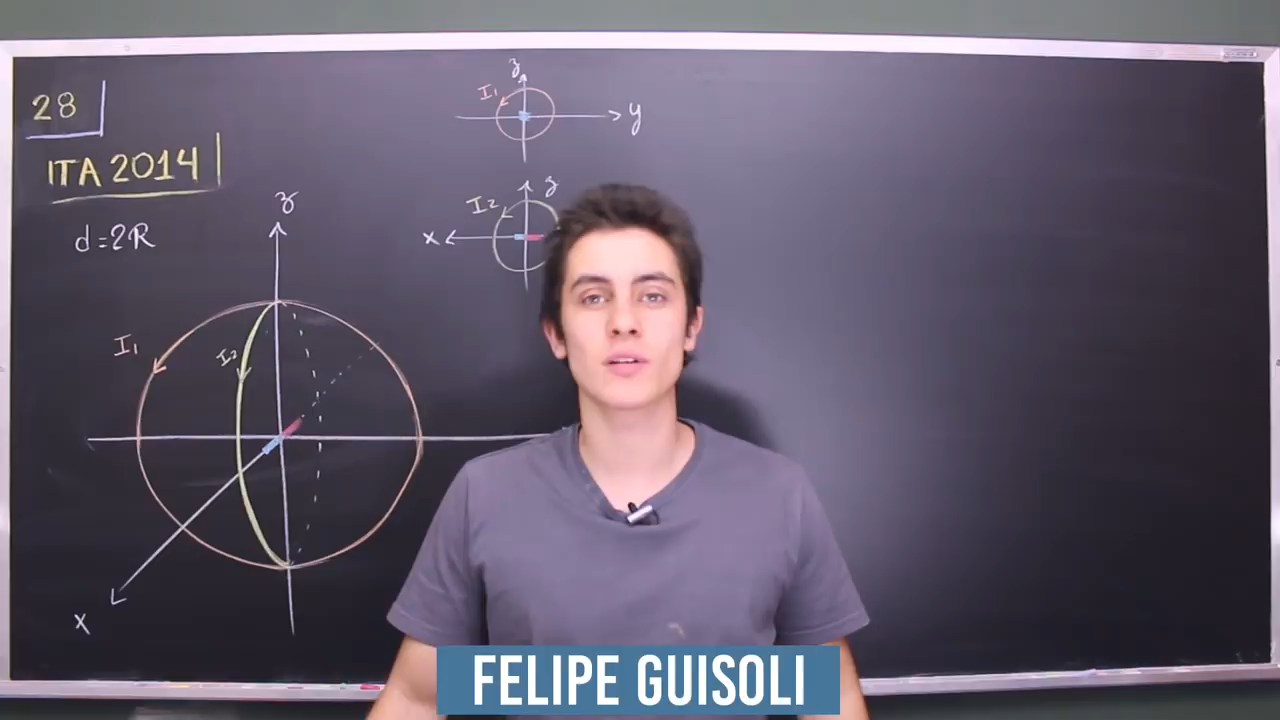 28
ITA 2014
d=2R
z
I₁
I₂
x
z
I₁
y
z
I₂
x
FELIPE GUISOLI